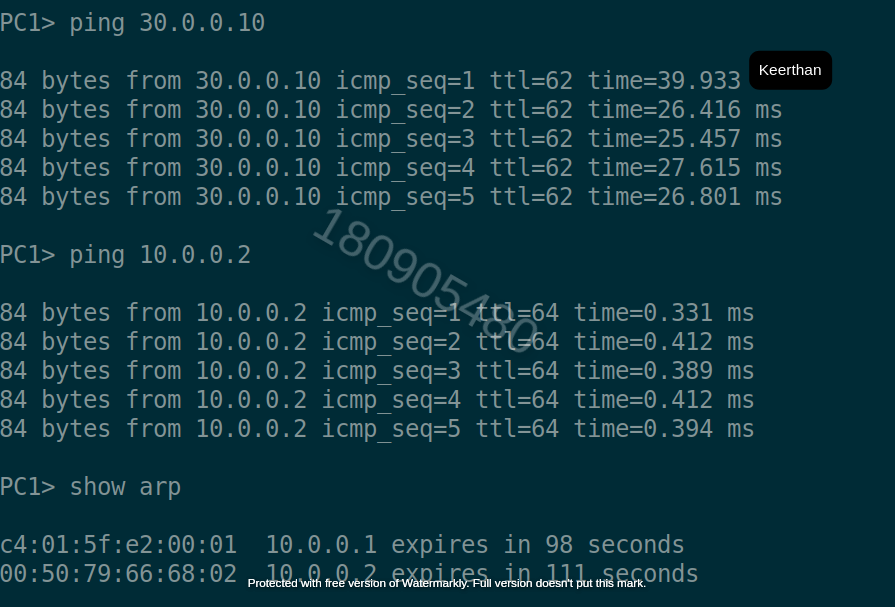 PC1> ping 30.0.0.10
84 bytes from 30.0.0.10 icmp_seq=1 ttl=62 time=39.933
Keerthan
84 bytes from 30.0.0.10 icmp_seq=2 ttl=62 time=26.416 ms
84 bytes from 30.0.0.10 icmp_seq=3 ttl=62 time=25.457 ms
84 bytes from 30.0.0.10 icmp_seq=4 ttl=62 time=27.615 ms
84 bytes from 30.0.0.10 icmp_seq=5 ttl=62 time=26.801 ms
PC1> ping 10.0.0.2
180905480
84 bytes from 10.0.0.2 icmp_seq=1 ttl=64 time=0.331 ms
84 bytes from 10.0.0.2 icmp_seq=2 ttl=64 time=0.412 ms
84 bytes from 10.0.0.2 icmp_seq=3 ttl=64 time=0.389 ms
84 bytes from 10.0.0.2 icmp_seq=4 ttl=64 time=0.412 ms
84 bytes from 10.0.0.2 icmp_seq=5 ttl=64 time=0.394 ms
PC1> show arp
c4:01:5f:e2:00:01  10.0.0.1 expires in 98 seconds
00:50:79:66:68:02  10.0.0.2 expires in 111 seconds
Protected with free version of Watermarkly. Full version doesn't put this mark.